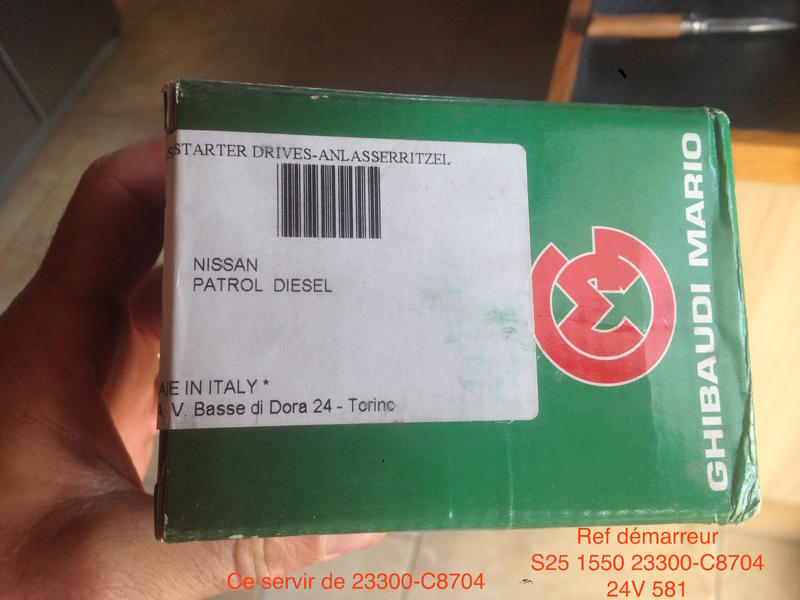 STARTER DRIVES-ANLASSERRITZEL
NISSAN
PATROL DIESEL
IN ITALY *
V. Basse di Dora 24 - Torino
GHIBAUDI MARIO
Ce servir de 23300-C8704
Ref démarreur
S25 1550 23300-C8704
24V 581